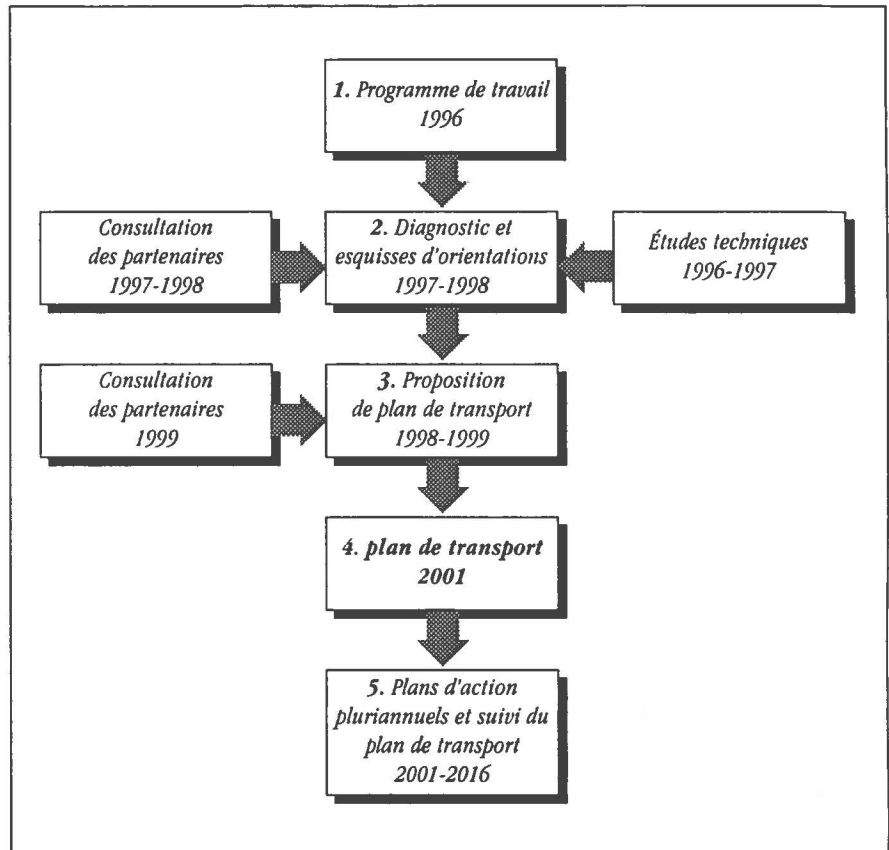 1. Programme de travail
1996
Consultation
des partenaires
1997-1998
2. Diagnostic et
esquisses d'orientations
1997-1998
Études techniques
1996-1997
Consultation
des partenaires
1999
3. Proposition
de plan de transport
1998-1999
4. plan de transport
2001
5. Plans d'action
pluriannuels et suivi du
plan de transport
2001-2016